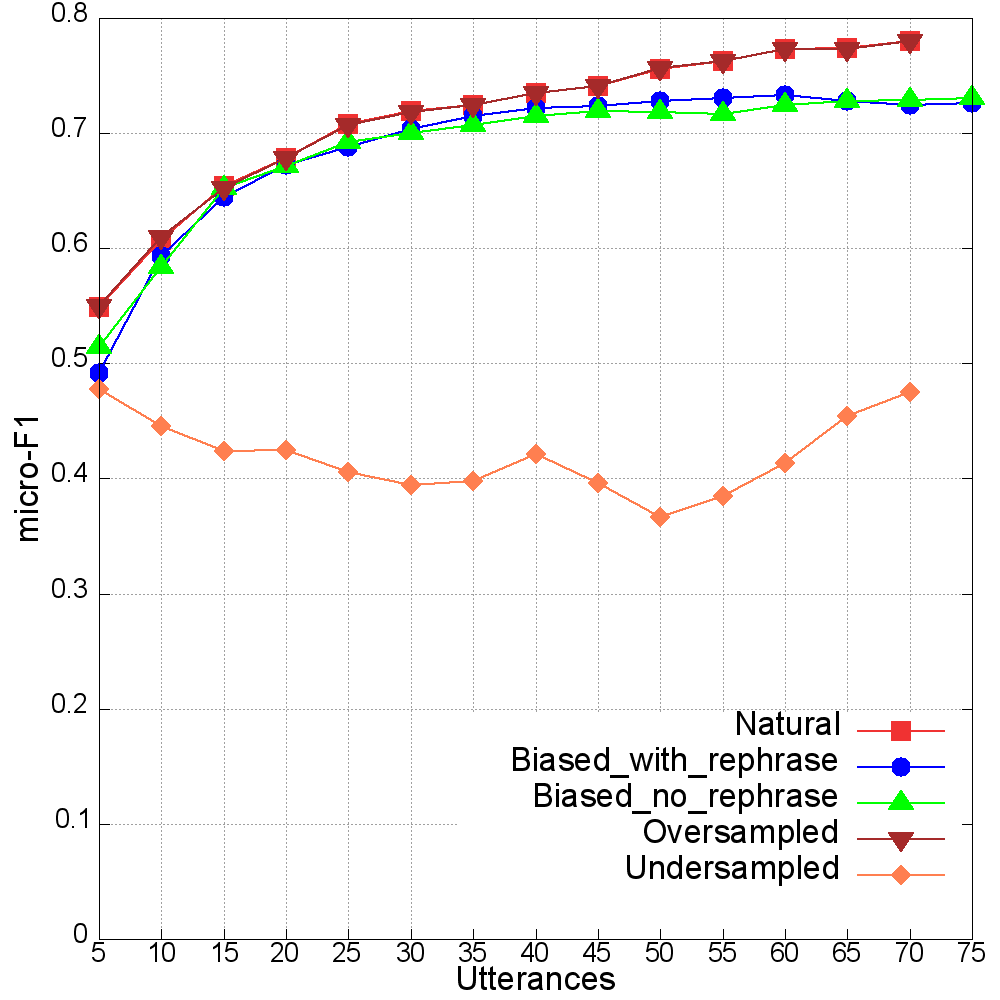 0.8
0.7
0.6
0.5
0.4
0.3
0.2
0.1
0
micro-F1
Natural
Biased_with_rephrase
Biased_no_rephrase
Oversampled
Undersampled
5 10 15 20 25 30 35 40 45 50 55 60 65 70 75
Utterances